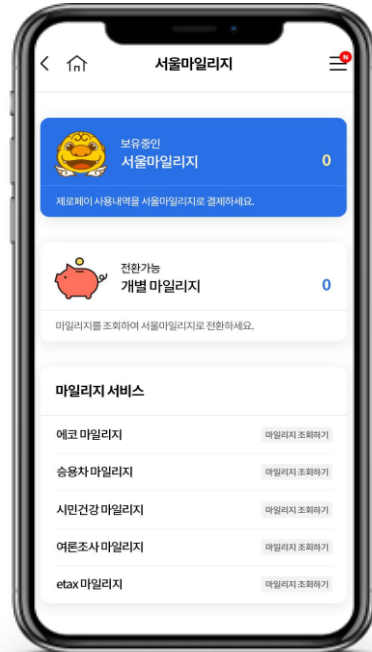 서울마일리지
N
보유중인
서울마일리지 0
제로페이 사용내역을 서울마일리지로 결제하세요.
전환가능
개별 마일리지 0
마일리지를 조회하여 서울마일리지로 전환하세요.
마일리지 서비스
에코 마일리지 마일리지 조회하기
승용차 마일리지 마일리지 조회하기
시민건강 마일리지 마일리지 조회하기
여론조사 마일리지 마일리지 조회하기
etax 마일리지 마일리지 조회하기